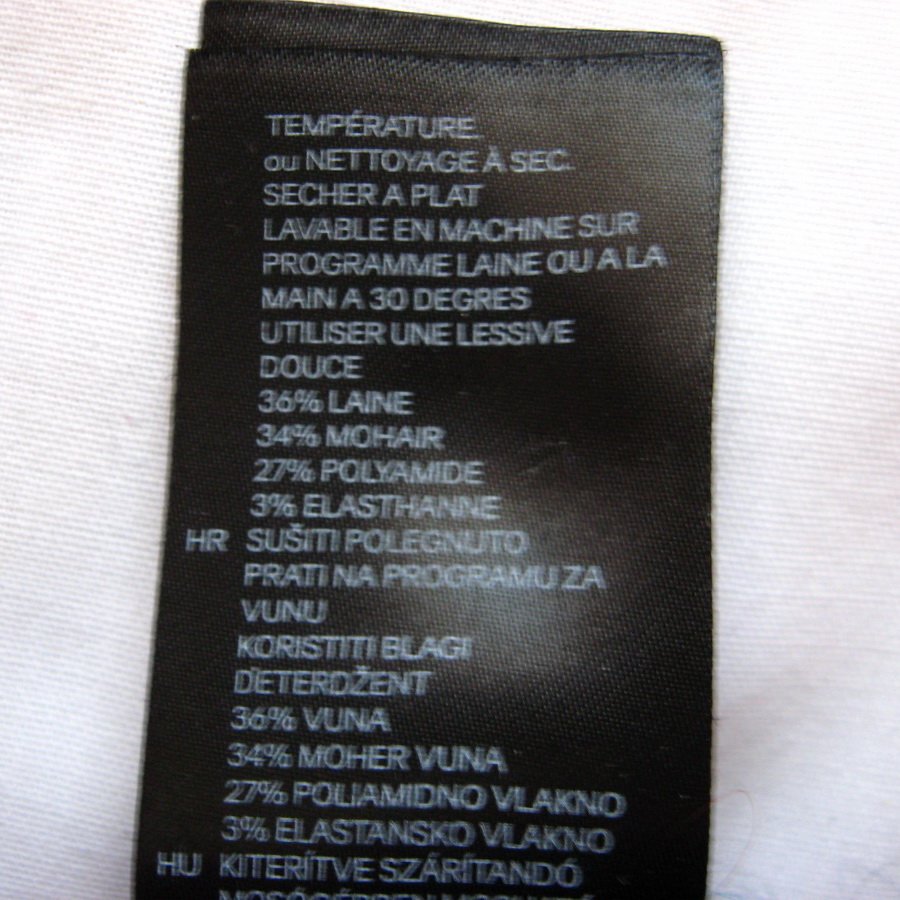 TEMPÉRATURE.
ou NETTOYAGE À SEC.
SECHER A PLAT
LAVABLE EN MACHINE SUR
PROGRAMME LAINE OU A LA
MAIN A 30 DEGRES
UTILISER UNE LESSIVE
DOUCE
36% LAINE
34% MOHAIR
27% POLYAMIDE
3% ELASTHANNE
HR SUŠITI POLEGNUTO
PRATI NA PROGRAMU ZA
VUNU
KORISTITI BLAGI
DETERDŽENT
36% VUNA
34% MOHER VUNA
27% POLIAMIDNO VLAKNO
3% ELASTANSKO VLAKNO
HU KITERÍTVE SZÁRÍTANDÓ